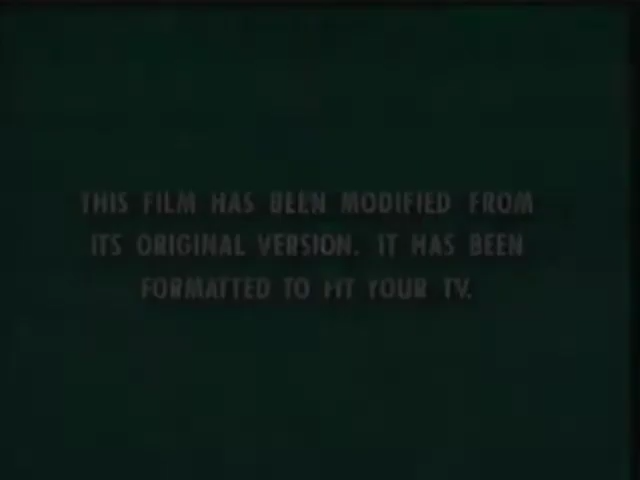 THIS FILM HAS BEEN MODIFIED FROM
ITS ORIGINAL VERSION. IT HAS BEEN
FORMATTED TO FIT YOUR TV.